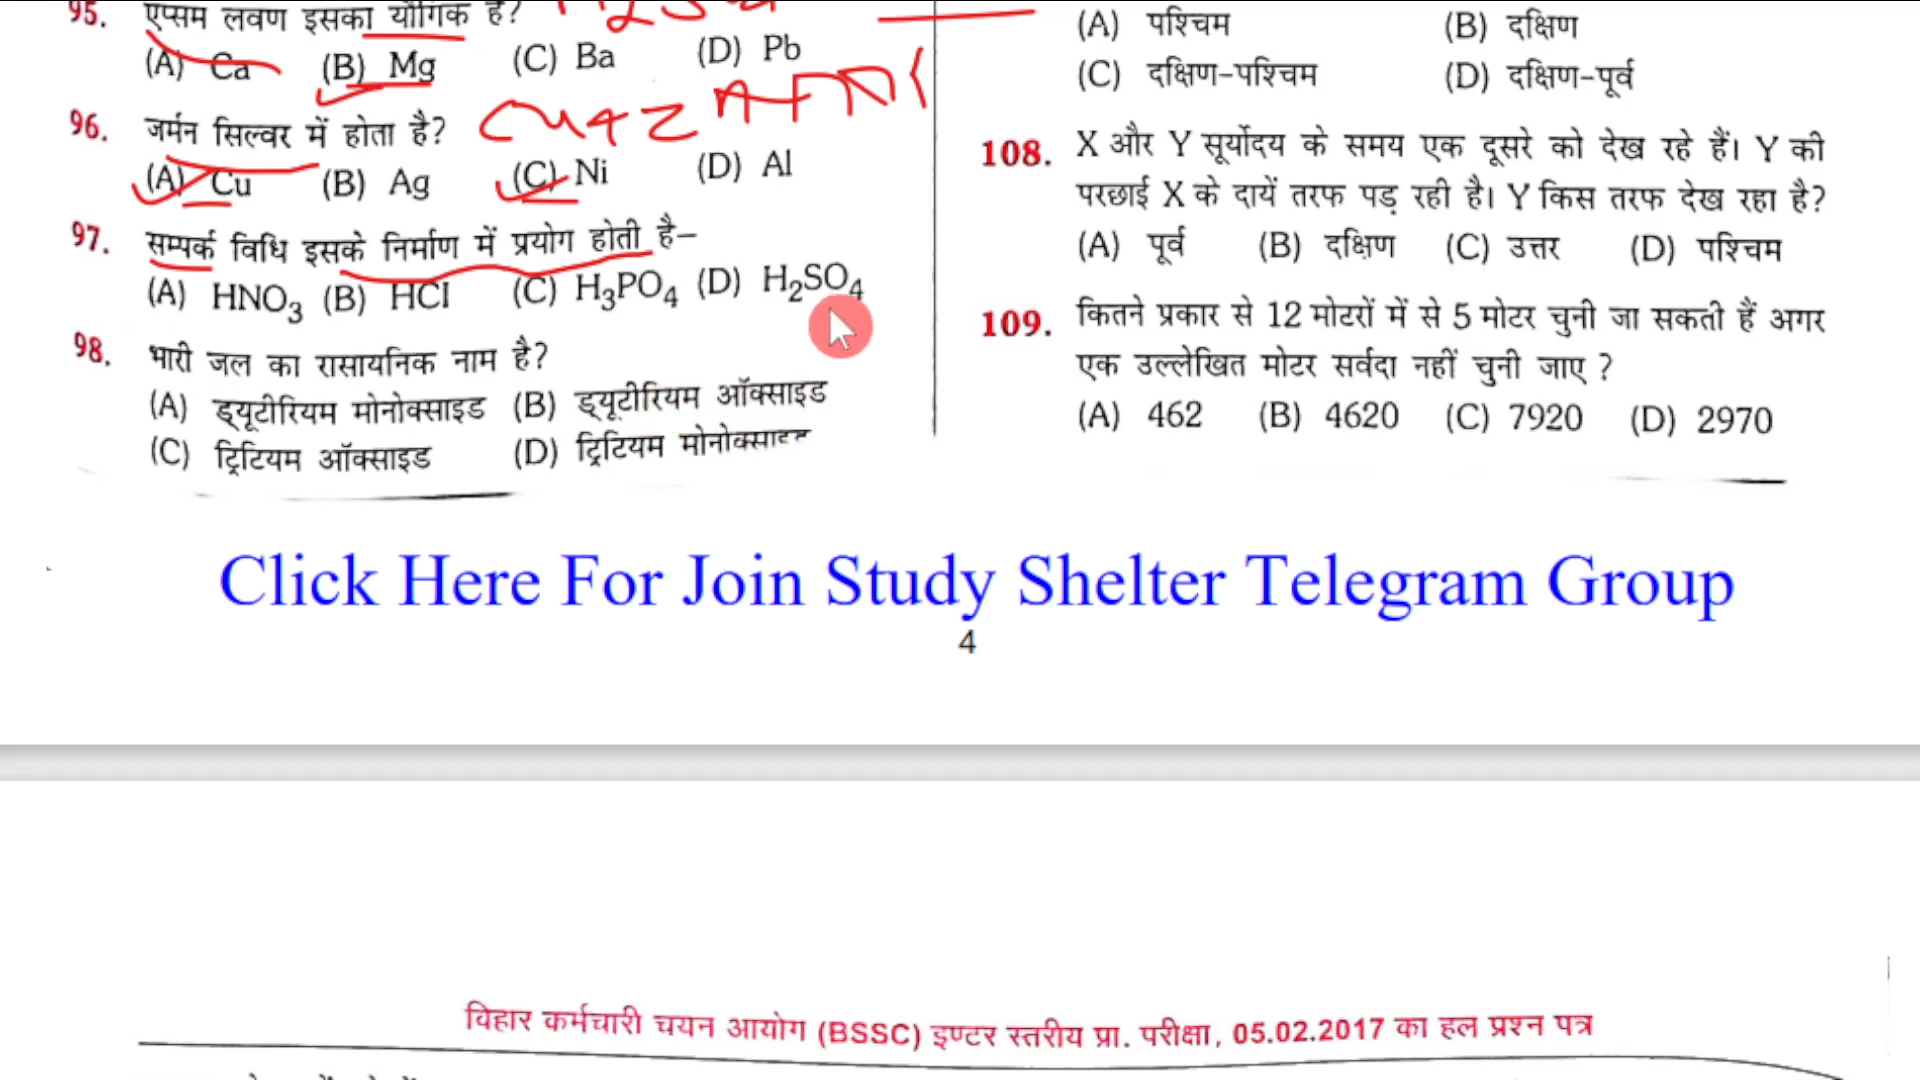 95. एप्सम लवण इसका यौगिक है?
(A) Ca (B) Mg (C) Ba (D) Pb
96. जर्मन सिल्वर में होता है?
(A) Cu (B) Ag (C) Ni (D) Al
97. सम्पर्क विधि इसके निर्माण में प्रयोग होती है–
(A) HNO₃ (B) HCl (C) H₃PO₄ (D) H₂SO₄
98. भारी जल का रासायनिक नाम है?
(A) ड्यूटीरियम मोनोक्साइड (B) ड्यूटीरियम ऑक्साइड
(C) ट्रिटियम ऑक्साइड (D) ट्रिटियम मोनोक्साइड
(A) पश्चिम (B) दक्षिण
(C) दक्षिण-पश्चिम (D) दक्षिण-पूर्व
108. X और Y सूर्योदय के समय एक दूसरे को देख रहे हैं। Y की
परछाई X के दायें तरफ पड़ रही है। Y किस तरफ देख रहा है?
(A) पूर्व (B) दक्षिण (C) उत्तर (D) पश्चिम
109. कितने प्रकार से 12 मोटरों में से 5 मोटर चुनी जा सकती हैं अगर
एक उल्लेखित मोटर सर्वदा नहीं चुनी जाए ?
(A) 462 (B) 4620 (C) 7920 (D) 2970
Click Here For Join Study Shelter Telegram Group
4
विहार कर्मचारी चयन आयोग (BSSC) इण्टर स्तरीय प्रा. परीक्षा, 05.02.2017 का हल प्रश्न पत्र